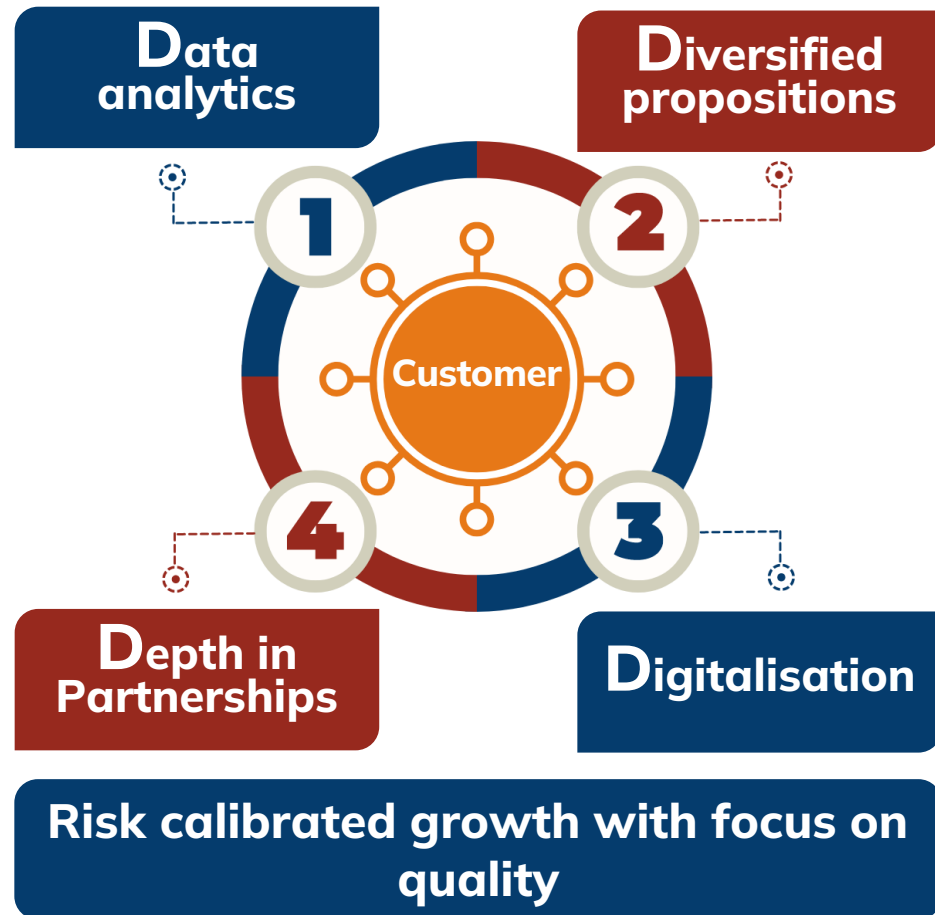 Data
analytics
Diversified
propositions
1
2
Customer
4
3
Depth in
Partnerships
Digitalisation
Risk calibrated growth with focus on
quality